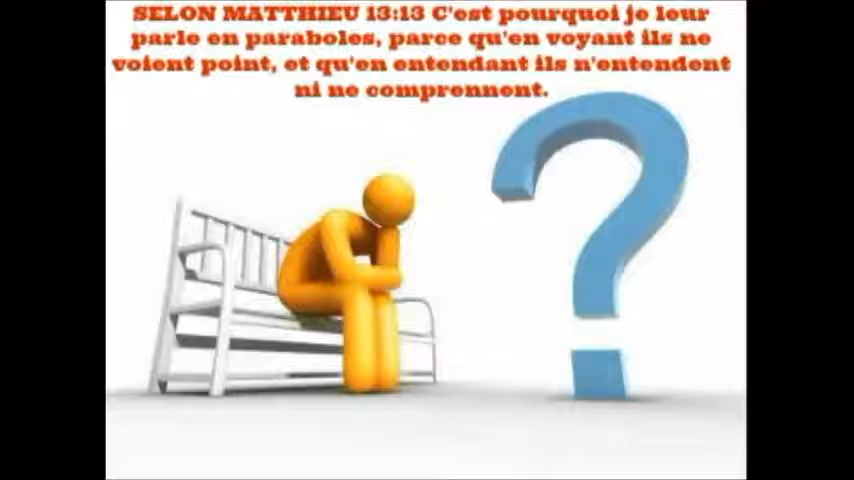 SELON MATTHIEU 13:13 C'est pourquoi je leur
parle en paraboles, parce qu'en voyant ils ne
voient point, et qu'en entendant ils n'entendent
ni ne comprennent.